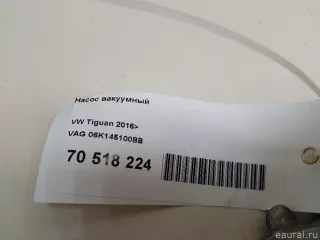 Насос вакуумный
VW Tiguan 2016>
VAG 06K145100BB
70 518 224
eaural.ru